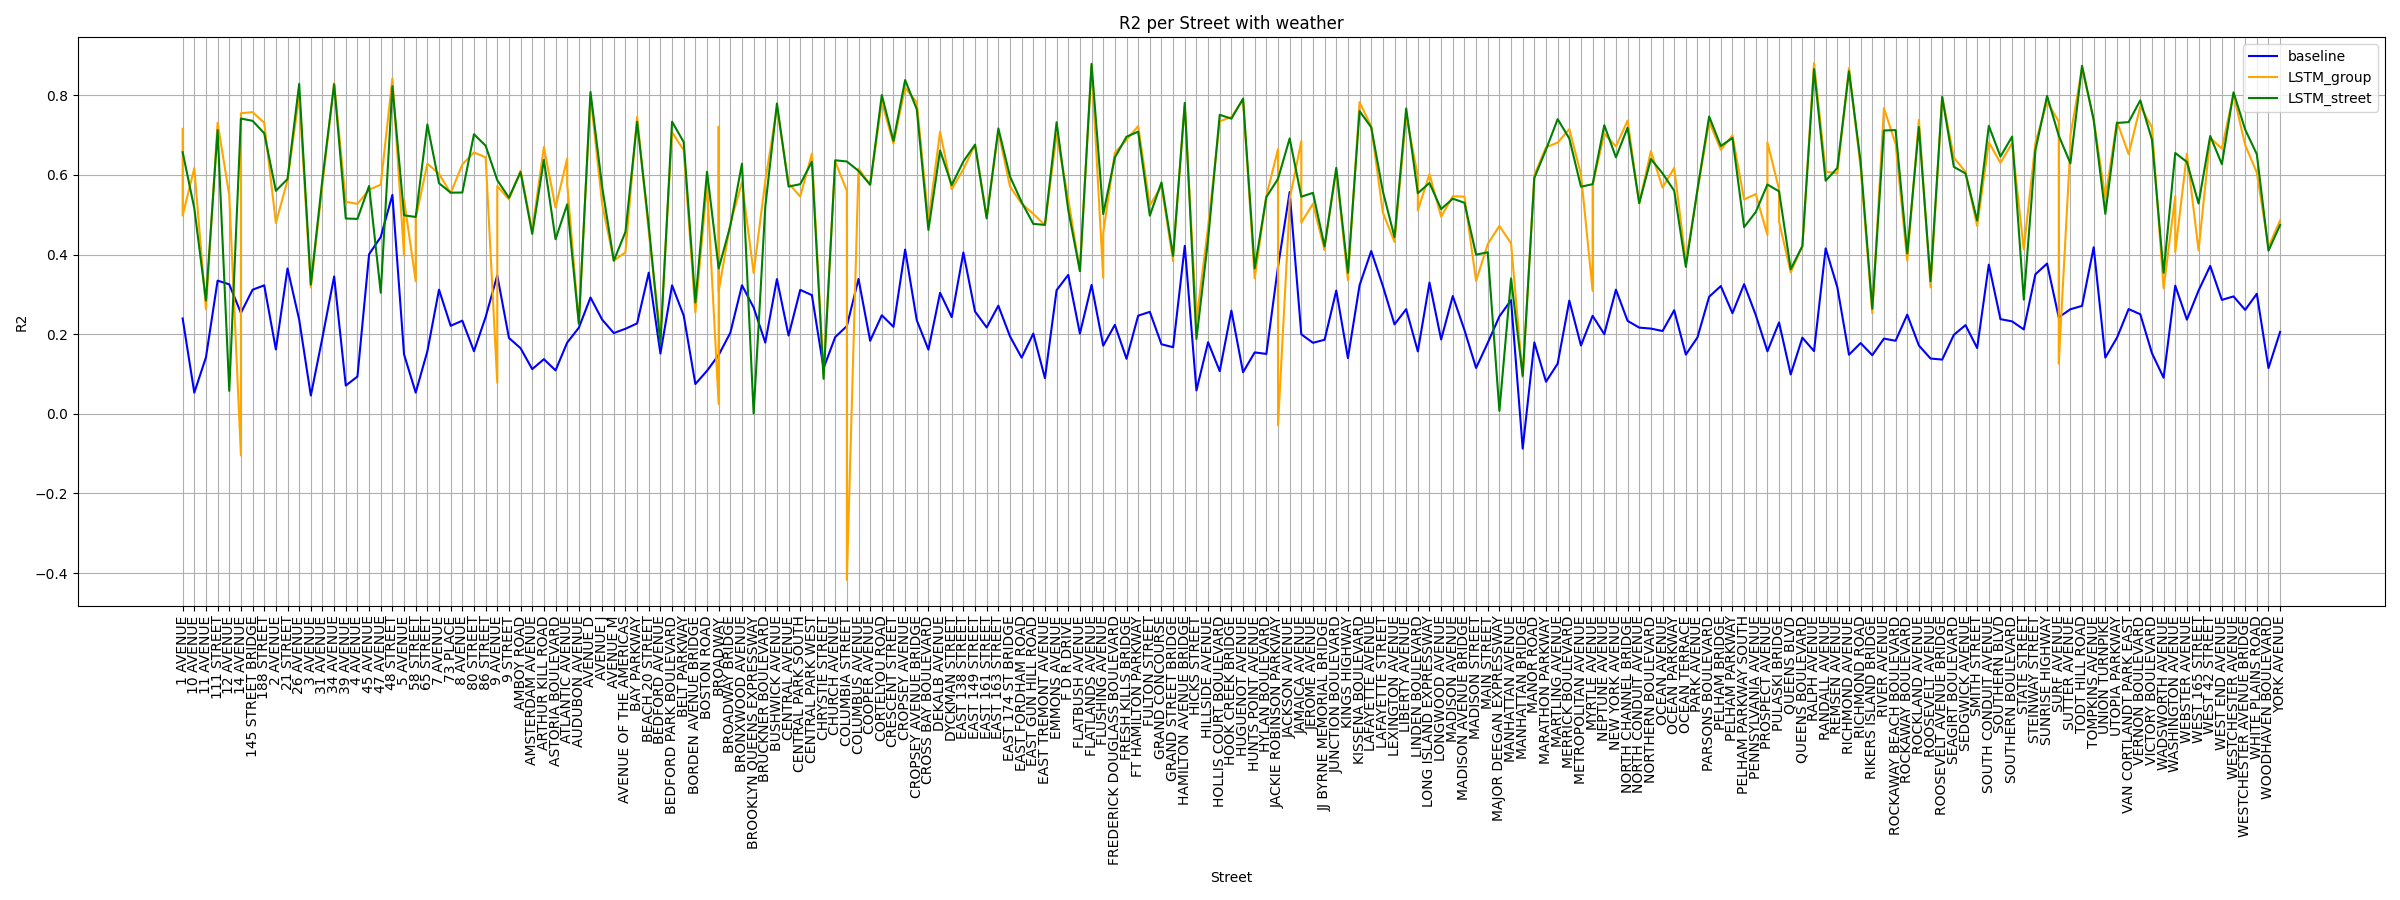 R2 per Street with weather
baseline
LSTM_group
LSTM_street
R2
0.8
0.6
0.4
0.2
0.0
−0.2
−0.4
1 AVENUE
10 AVENUE
11 AVENUE
111 STREET
12 AVENUE
14 AVENUE
145 STREET BRIDGE
188 STREET
2 AVENUE
21 STREET
26 AVENUE
3 AVENUE
31 AVENUE
34 AVENUE
39 AVENUE
4 AVENUE
45 AVENUE
47 AVENUE
48 STREET
5 AVENUE
58 STREET
65 STREET
7 AVENUE
73 PLACE
8 AVENUE
80 STREET
86 STREET
9 AVENUE
9 STREET
AMBOY ROAD
AMSTERDAM AVENUE
ARTHUR KILL ROAD
ASTORIA BOULEVARD
ATLANTIC AVENUE
AUDUBON AVENUE
AVENUE D
AVENUE J
AVENUE M
AVENUE OF THE AMERICAS
BAY PARKWAY
BEACH 20 STREET
BEDFORD AVENUE
BEDFORD PARK BOULEVARD
BELT PARKWAY
BORDEN AVENUE BRIDGE
BOSTON ROAD
BROADWAY
BROADWAY BRIDGE
BRONXWOOD AVENUE
BROOKLYN QUEENS EXPRESSWAY
BRUCKNER BOULEVARD
BUSHWICK AVENUE
CENTRAL AVENUE
CENTRAL PARK SOUTH
CENTRAL PARK WEST
CHRYSTIE STREET
CHURCH AVENUE
COLUMBIA STREET
COLUMBUS AVENUE
COOPER AVENUE
CORTELYOU ROAD
CRESCENT STREET
CROPSEY AVENUE
CROPSEY AVENUE BRIDGE
CROSS BAY BOULEVARD
DEKALB AVENUE
DYCKMAN STREET
EAST 138 STREET
EAST 149 STREET
EAST 161 STREET
EAST 17 STREET
EAST 174 ST BRIDGE
EAST FORDHAM ROAD
EAST GUN HILL ROAD
EAST TREMONT AVENUE
EMMONS AVENUE
F D R DRIVE
FLATBUSH AVENUE
FLATLANDS AVENUE
FLUSHING AVENUE
FREDERICK DOUGLASS BOULEVARD
FRESH KILLS BRIDGE
FT HAMILTON PARKWAY
FULTON STREET
GRAND CONCOURSE
GRAND STREET BRIDGE
HAMILTON AVENUE BRIDGE
HICKS STREET
HILLSIDE AVENUE
HOLLIS COURT BOULEVARD
HOOK CREEK BRIDGE
HUGUENOT AVENUE
HUNTS POINT AVENUE
HYLAN BOULEVARD
JACKIE ROBINSON PARKWAY
JACKSON AVENUE
JAMAICA AVENUE
JEROME AVENUE
JJ BYRNE MEMORIAL BRIDGE
JUNCTION BOULEVARD
KINGS HIGHWAY
KISSENA BOULEVARD
LAFAYETTE AVENUE
LAFAYETTE STREET
LEXINGTON AVENUE
LIBERTY AVENUE
LINDEN BOULEVARD
LONG ISLAND EXPRESSWAY
LONGWOOD AVENUE
MADISON AVENUE
MADISON AVENUE BRIDGE
MADISON STREET
MAIN STREET
MAJOR DEEGAN EXPRESSWAY
MANHATTAN AVENUE
MANHATTAN BRIDGE
MANOR ROAD
MARATHON PARKWAY
MARTLING AVENUE
MERRICK BOULEVARD
METROPOLITAN AVENUE
MYRTLE AVENUE
NEPTUNE AVENUE
NEW YORK AVENUE
NORTH CHANNEL BRIDGE
NORTH CONDUIT AVENUE
NORTHERN BOULEVARD
OCEAN AVENUE
OCEAN PARKWAY
OCEAN TERRACE
PARK AVENUE
PARSONS BOULEVARD
PELHAM BRIDGE
PELHAM PARKWAY
PELHAM PARKWAY SOUTH
PENNSYLVANIA AVENUE
PROSPECT AVENUE
PULASKI BRIDGE
QUEENS BLVD
QUEENS BOULEVARD
RALPH AVENUE
RANDALL AVENUE
REMSEN AVENUE
RICHMOND AVENUE
RICHMOND ROAD
RIKERS ISLAND BRIDGE
RIVER AVENUE
ROCKAWAY BEACH BOULEVARD
ROCKAWAY BOULEVARD
ROCKLAND AVENUE
ROOSEVELT AVENUE
ROOSEVELT AVENUE BRIDGE
SEAGIRT BOULEVARD
SEDGWICK AVENUE
SMITH STREET
SOUTH CONDUIT AVENUE
SOUTHERN BLVD
SOUTHERN BOULEVARD
STATE STREET
STEINWAY STREET
SUNRISE HIGHWAY
SURF AVENUE
SUTTER AVENUE
TODT HILL ROAD
TOMPKINS AVENUE
UNION TURNPIKE
UTOPIA PARKWAY
VAN CORTLANDT PARK EAST
VERNON BOULEVARD
VICTORY BOULEVARD
WADSWORTH AVENUE
WASHINGTON AVENUE
WEBSTER AVENUE
WEST 165 STREET
WEST 42 STREET
WEST END AVENUE
WESTCHESTER AVENUE
WESTCHESTER AVENUE BRIDGE
WHITE PLAINS ROAD
WOODHAVEN BOULEVARD
YORK AVENUE
Street